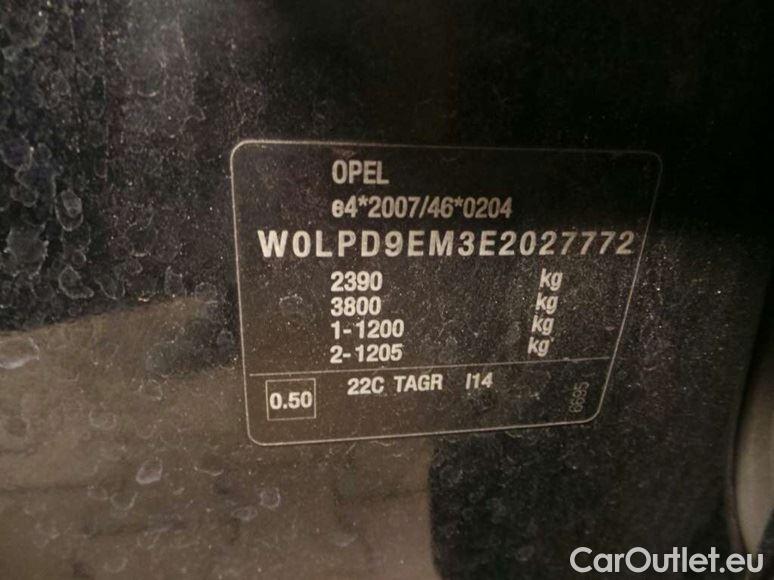 OPEL
e4*2007/46*0204
W0LPD9EM3E2027772
2390 kg
3800 kg
1-1200 kg
2-1205 kg
0.50 22C TAGR I14
6695
CarOutlet.eu